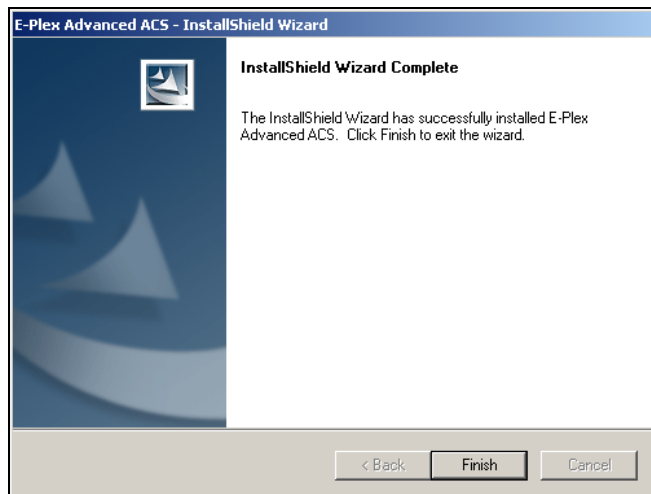 E-Plex Advanced ACS - InstallShield Wizard
InstallShield Wizard Complete
The InstallShield Wizard has successfully installed E-Plex
Advanced ACS. Click Finish to exit the wizard.
< Back
Finish
Cancel